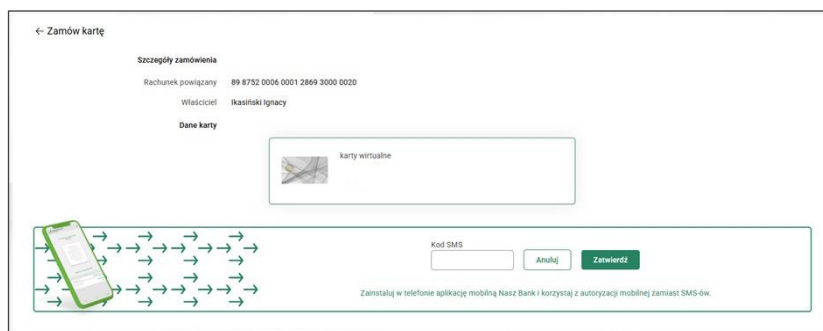 ← Zamów kartę
Szczegóły zamówienia
Rachunek powiązany 89 8752 0006 0001 2869 3000 0020
Właściciel Ikasiński Ignacy
Dane karty
karty wirtualne
Kod SMS
Anuluj Zatwierdź
Zainstaluj w telefonie aplikację mobilną Nasz Bank i korzystaj z autoryzacji mobilnej zamiast SMS-ów.